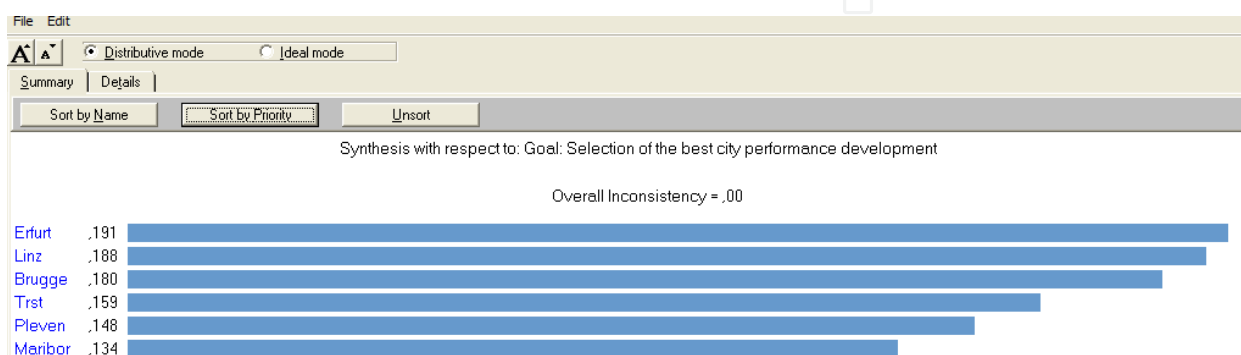 File Edit
A A Distributive mode Ideal mode
Summary Details
Sort by Name Sort by Priority Unsort
Synthesis with respect to: Goal: Selection of the best city performance development
Overall Inconsistency = ,00
Erfurt ,191
Linz ,188
Brugge ,180
Trst ,159
Pleven ,148
Maribor ,134